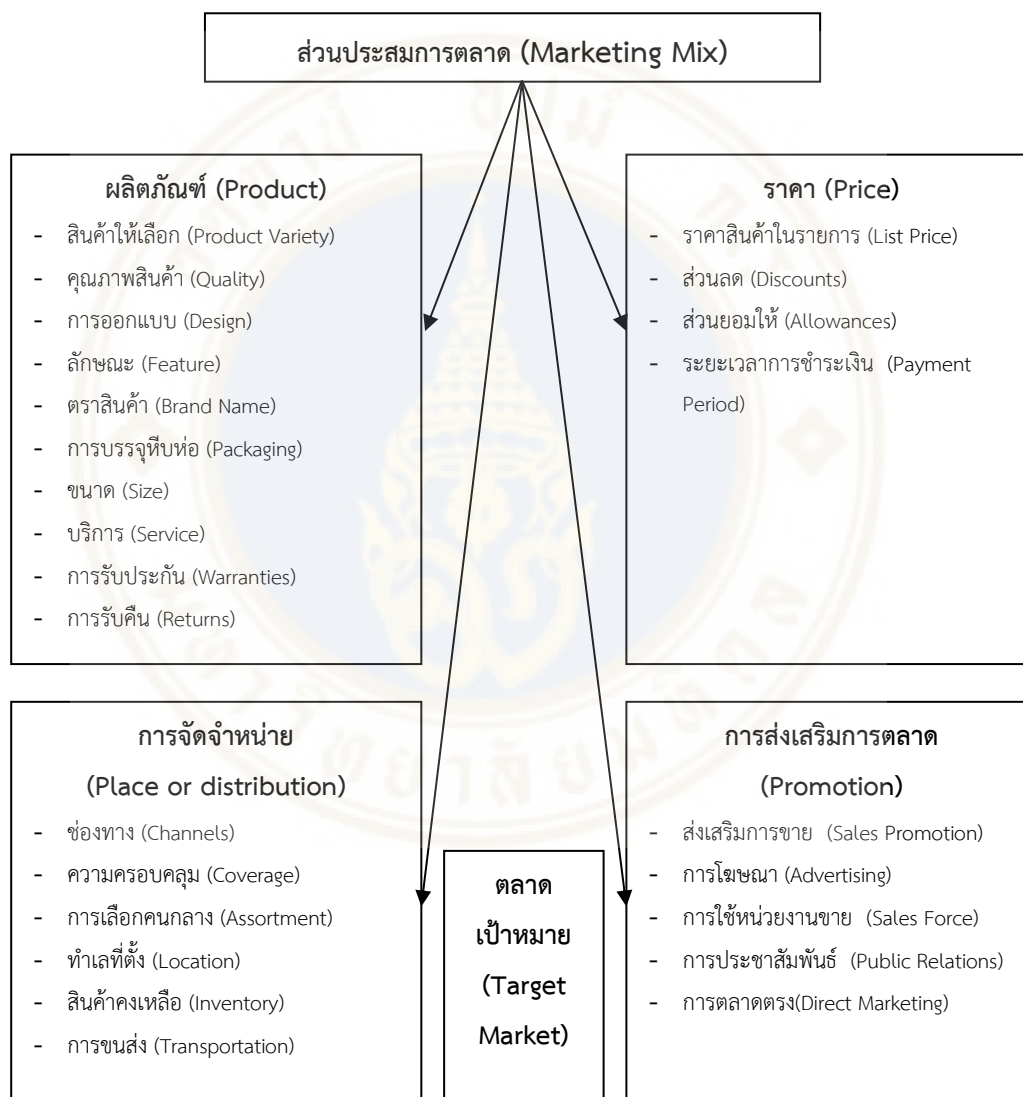 ส่วนประสมการตลาด (Marketing Mix)
ผลิตภัณฑ์ (Product)
- สินค้าให้เลือก (Product Variety)
- คุณภาพสินค้า (Quality)
- การออกแบบ (Design)
- ลักษณะ (Feature)
- ตราสินค้า (Brand Name)
- การบรรจุหีบห่อ (Packaging)
- ขนาด (Size)
- บริการ (Service)
- การรับประกัน (Warranties)
- การรับคืน (Returns)
ราคา (Price)
- ราคาสินค้าในรายการ (List Price)
- ส่วนลด (Discounts)
- ส่วนยอมให้ (Allowances)
- ระยะเวลาการชำระเงิน (Payment
Period)
การจัดจำหน่าย
(Place or distribution)
- ช่องทาง (Channels)
- ความครอบคลุม (Coverage)
- การเลือกคนกลาง (Assortment)
- ทำเลที่ตั้ง (Location)
- สินค้าคงเหลือ (Inventory)
- การขนส่ง (Transportation)
ตลาด
เป้าหมาย
(Target
Market)
การส่งเสริมการตลาด
(Promotion)
- ส่งเสริมการขาย (Sales Promotion)
- การโฆษณา (Advertising)
- การใช้หน่วยงานขาย (Sales Force)
- การประชาสัมพันธ์ (Public Relations)
- การตลาดตรง(Direct Marketing)
มหาวิทยาลัยมหิดล